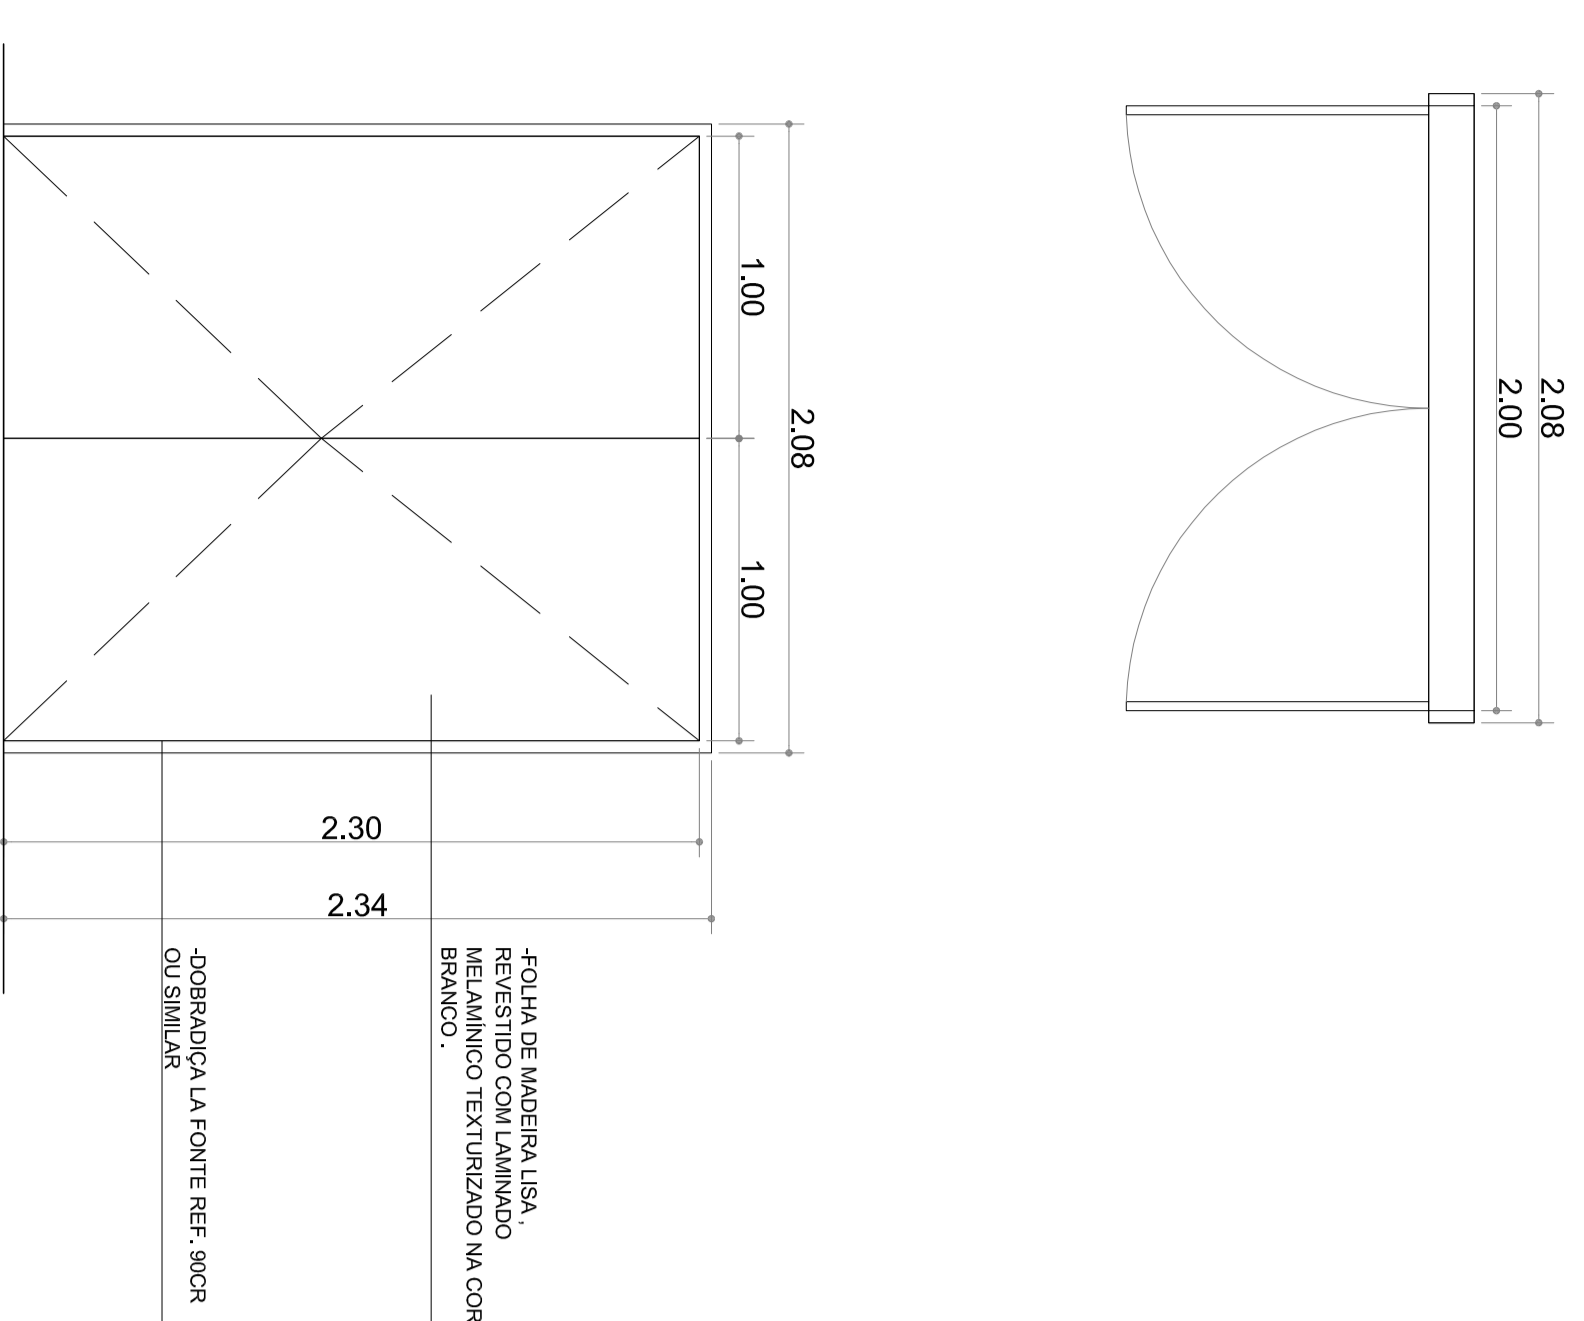 2.08
2.00
2.08
1.00
1.00
2.30
2.34
-FOLHA DE MADEIRA LISA ,
REVESTIDO COM LAMINADO
MELAMÍNICO TEXTURIZADO NA COR
BRANCO .
-DOBRADIÇA LA FONTE REF. 90CR
OU SIMILAR